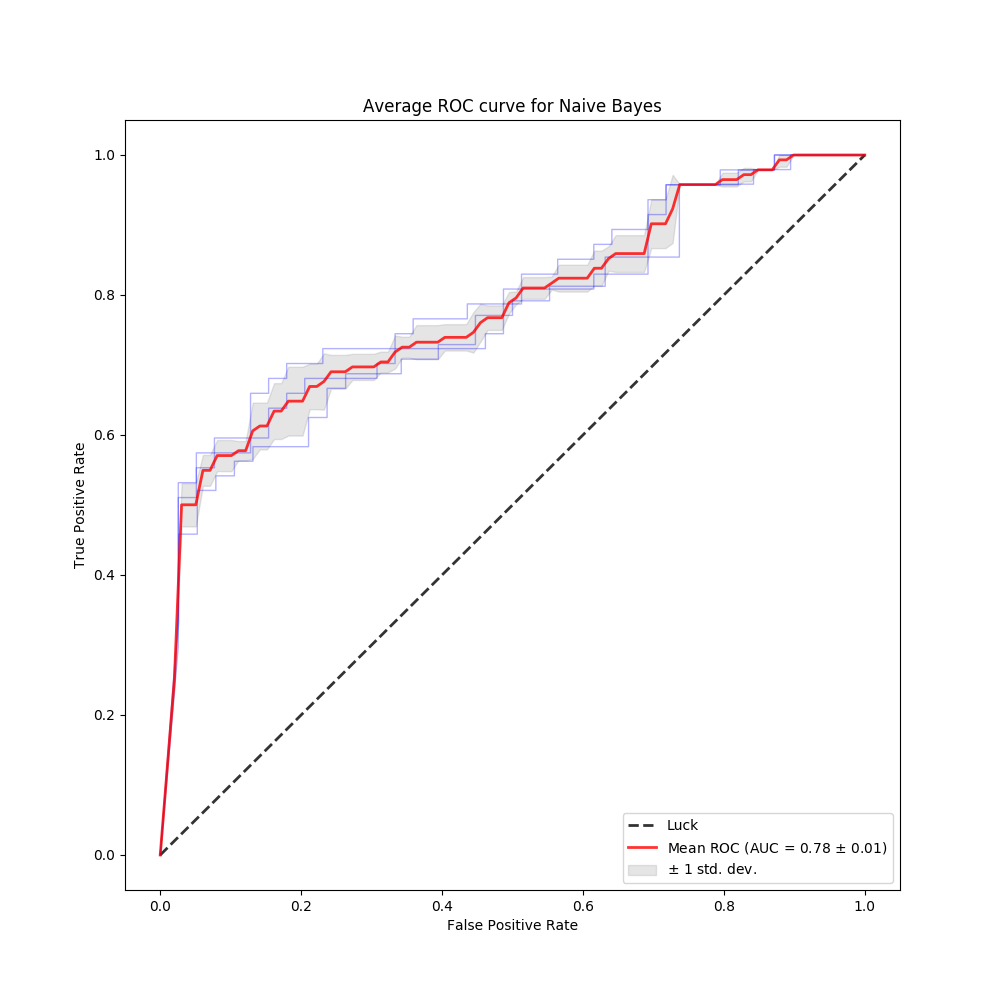 Average ROC curve for Naive Bayes
True Positive Rate
1.0
0.8
0.6
0.4
0.2
0.0
Luck
Mean ROC (AUC = 0.78 ± 0.01)
± 1 std. dev.
0.0 0.2 0.4 0.6 0.8 1.0
False Positive Rate